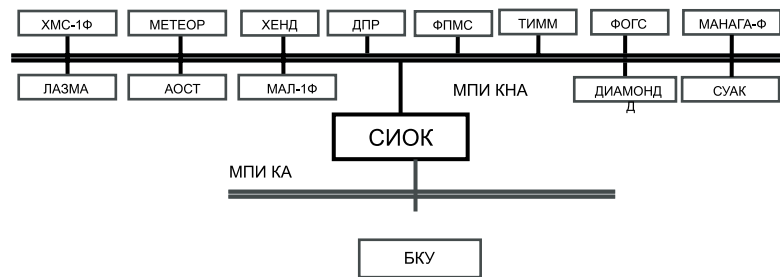 ХМС-1Ф МЕТЕОР ХЕНД ДПР ФПМС ТИММ ФОГС МАНАГА-Ф
ЛАЗМА АОСТ МАЛ-1Ф МПИ КНА ДИАМОНД СУАК
Д
СИОК
МПИ КА
БКУ